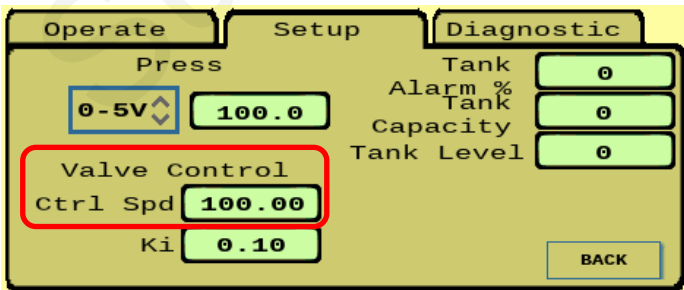 Operate Setup Diagnostic
Press
0-5V 100.0
Valve Control
Ctrl Spd 100.00
Ki 0.10
Tank Alarm % 0
Tank Capacity 0
Tank Level 0
BACK